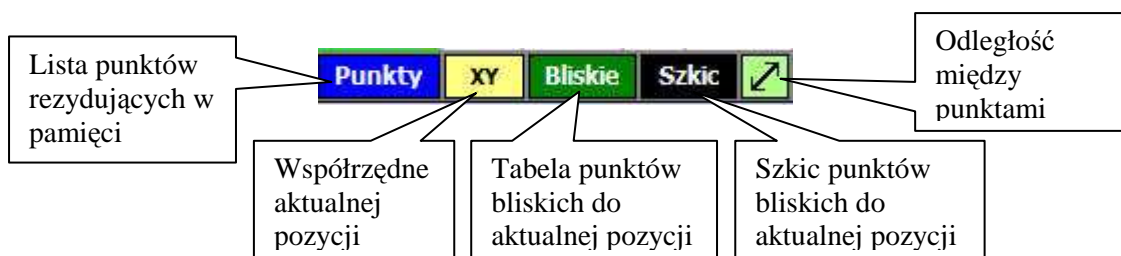 Lista punktów
rezydujących w
pamięci
Punkty XY Bliskie Szkic
Odległość
między
punktami
Współrzędne
aktualnej
pozycji
Tabela punktów
bliskich do
aktualnej pozycji
Szkic punktów
bliskich do
aktualnej pozycji